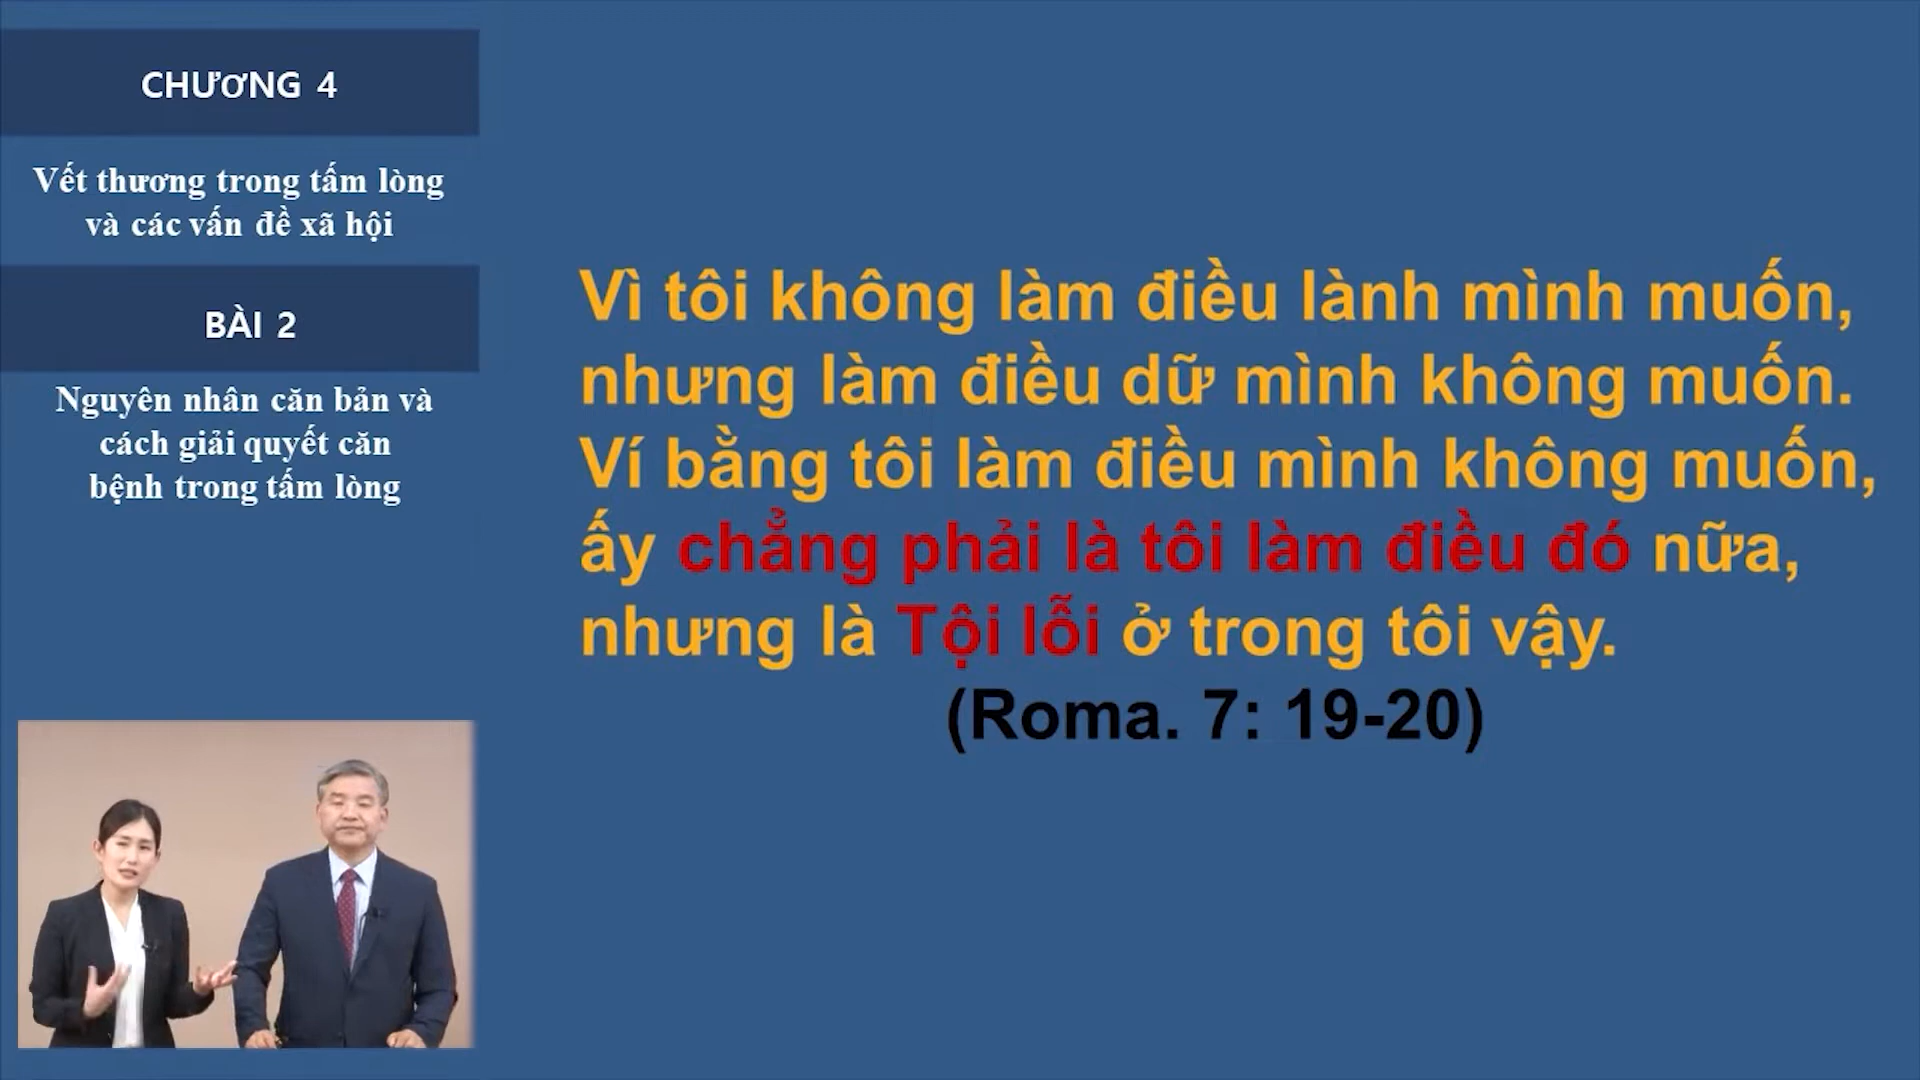 CHƯƠNG 4
Vết thương trong tấm lòng
và các vấn đề xã hội
BÀI 2
Nguyên nhân căn bản và
cách giải quyết căn
bệnh trong tấm lòng
Vì tôi không làm điều lành mình muốn,
nhưng làm điều dữ mình không muốn.
Ví bằng tôi làm điều mình không muốn,
ấy chẳng phải là tôi làm điều đó nữa,
nhưng là Tội lỗi ở trong tôi vậy.
(Roma. 7: 19-20)